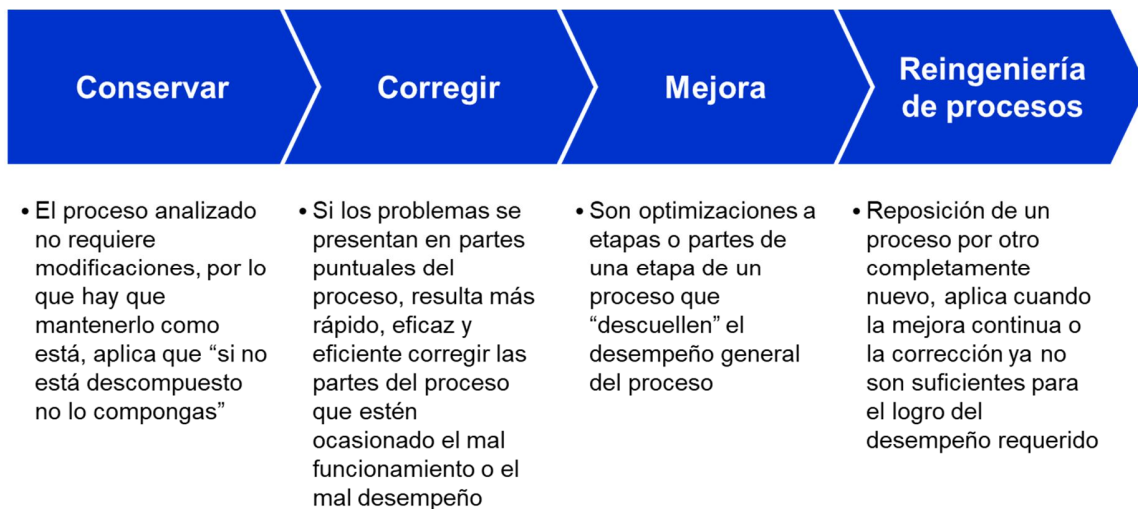 Conservar
Corregir
Mejora
Reingeniería
de procesos
• El proceso analizado
no requiere
modificaciones, por lo
que hay que
mantenerlo como
está, aplica que “si no
está descompuesto
no lo compongas”
• Si los problemas se
presentan en partes
puntuales del
proceso, resulta más
rápido, eficaz y
eficiente corregir las
partes del proceso
que estén
ocasionado el mal
funcionamiento o el
mal desempeño
• Son optimizaciones a
etapas o partes de
una etapa de un
proceso que
“descuellen” el
desempeño general
del proceso
• Reposición de un
proceso por otro
completamente
nuevo, aplica cuando
la mejora continua o
la corrección ya no
son suficientes para
el logro del
desempeño requerido